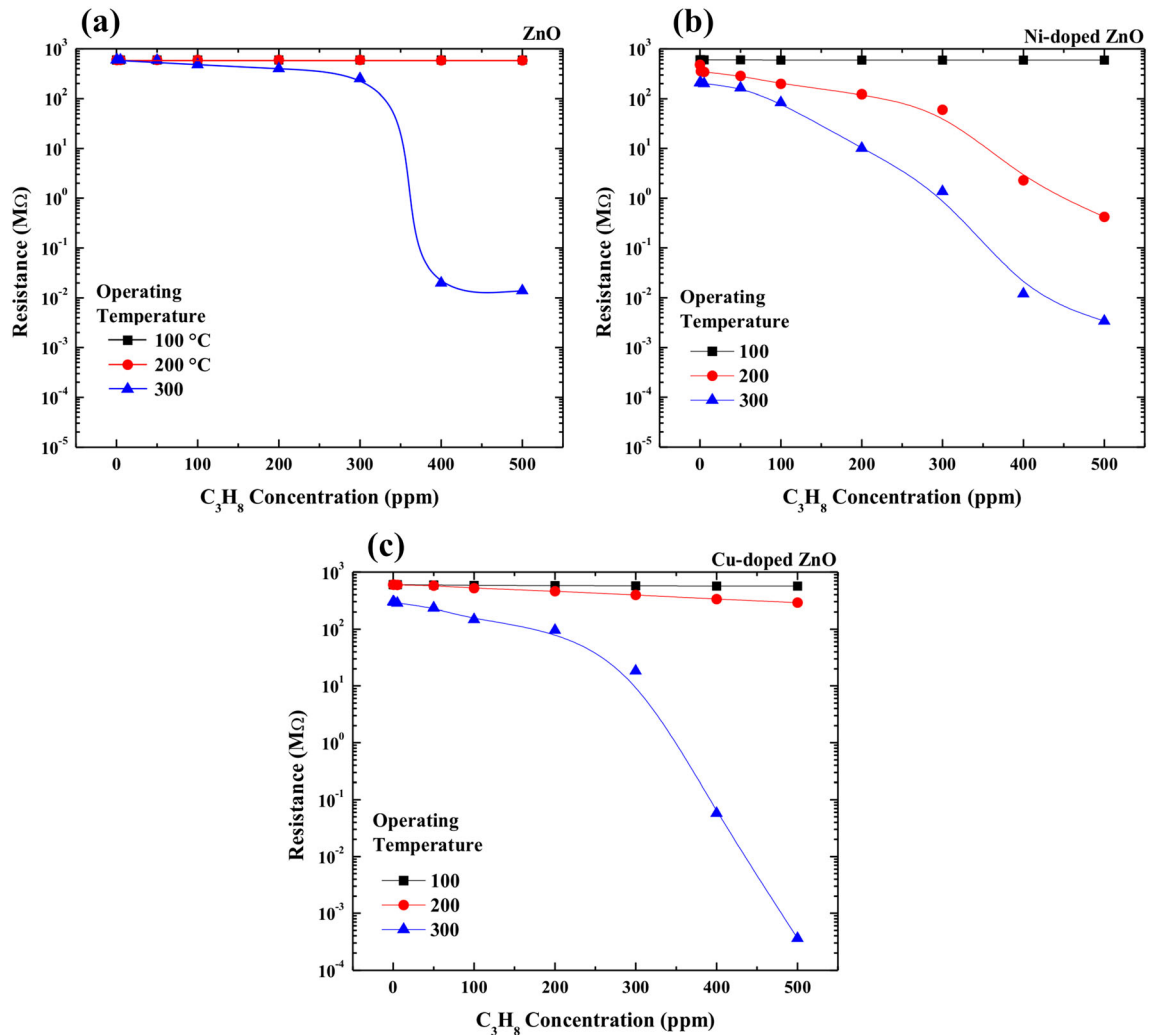 (a)
ZnO
10³
10²
10¹
10⁰
10⁻¹
10⁻²
10⁻³
10⁻⁴
10⁻⁵
Resistance (MΩ)
Operating
Temperature
100 °C
200 °C
300
0 100 200 300 400 500
C₃H₈ Concentration (ppm)
(b)
Ni-doped ZnO
10³
10²
10¹
10⁰
10⁻¹
10⁻²
10⁻³
10⁻⁴
10⁻⁵
Resistance (MΩ)
Operating
Temperature
100
200
300
0 100 200 300 400 500
C₃H₈ Concentration (ppm)
(c)
Cu-doped ZnO
10³
10²
10¹
10⁰
10⁻¹
10⁻²
10⁻³
10⁻⁴
Resistance (MΩ)
Operating
Temperature
100
200
300
0 100 200 300 400 500
C₃H₈ Concentration (ppm)